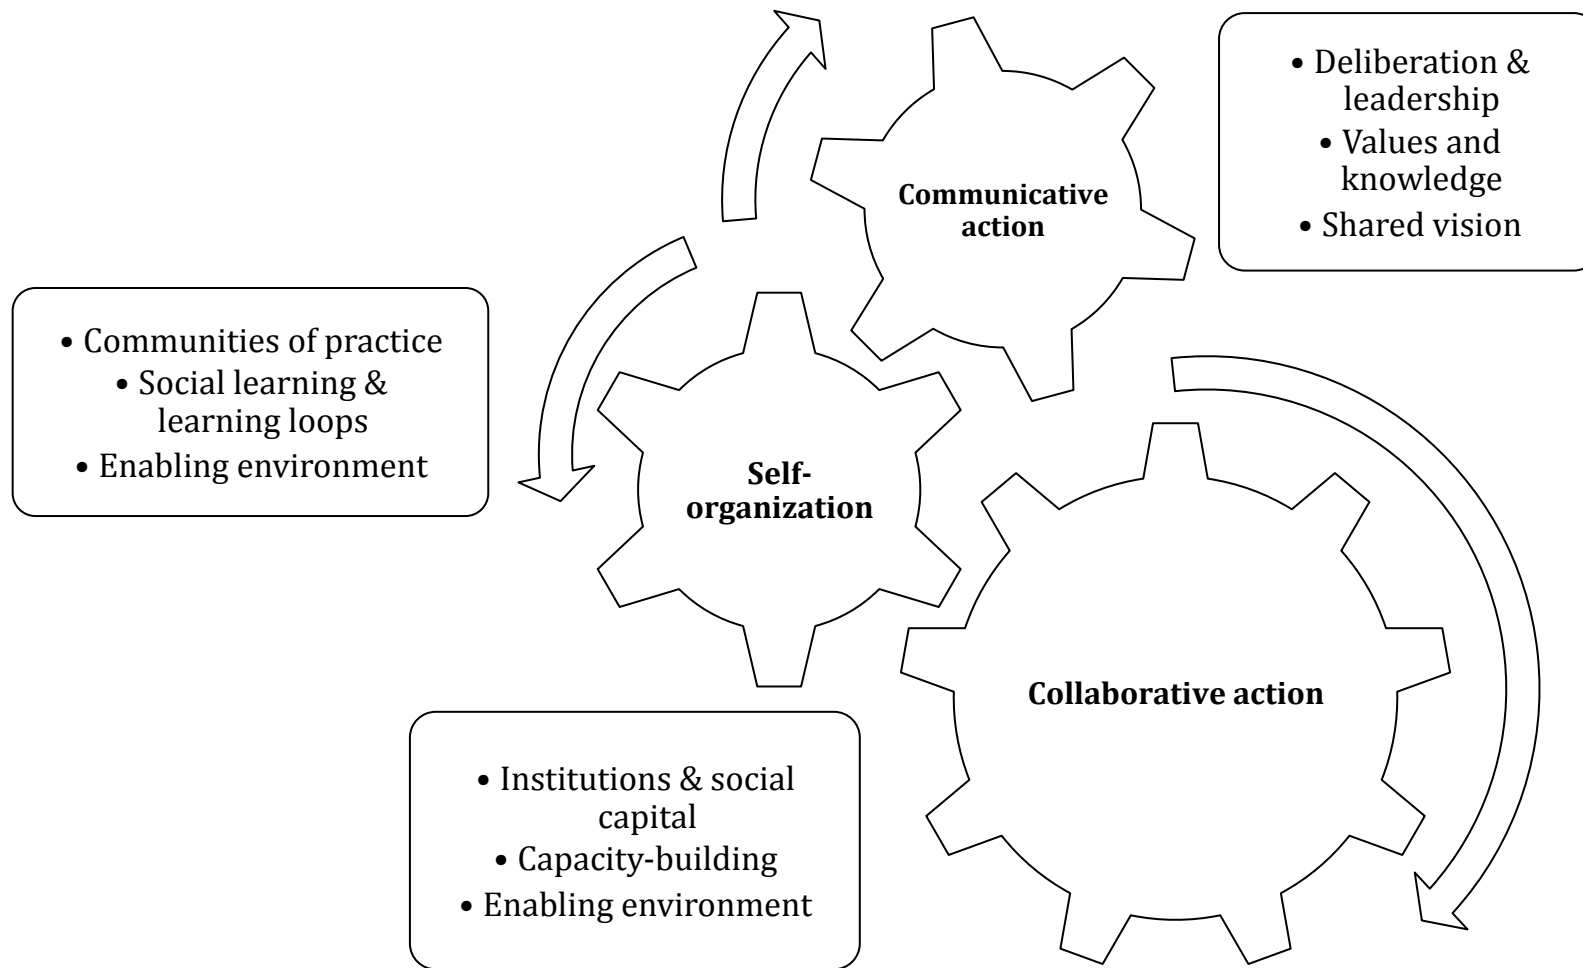 • Deliberation &
leadership
• Values and
knowledge
• Shared vision
Communicative
action
• Communities of practice
• Social learning &
learning loops
• Enabling environment
Self-
organization
Collaborative action
• Institutions & social
capital
• Capacity-building
• Enabling environment